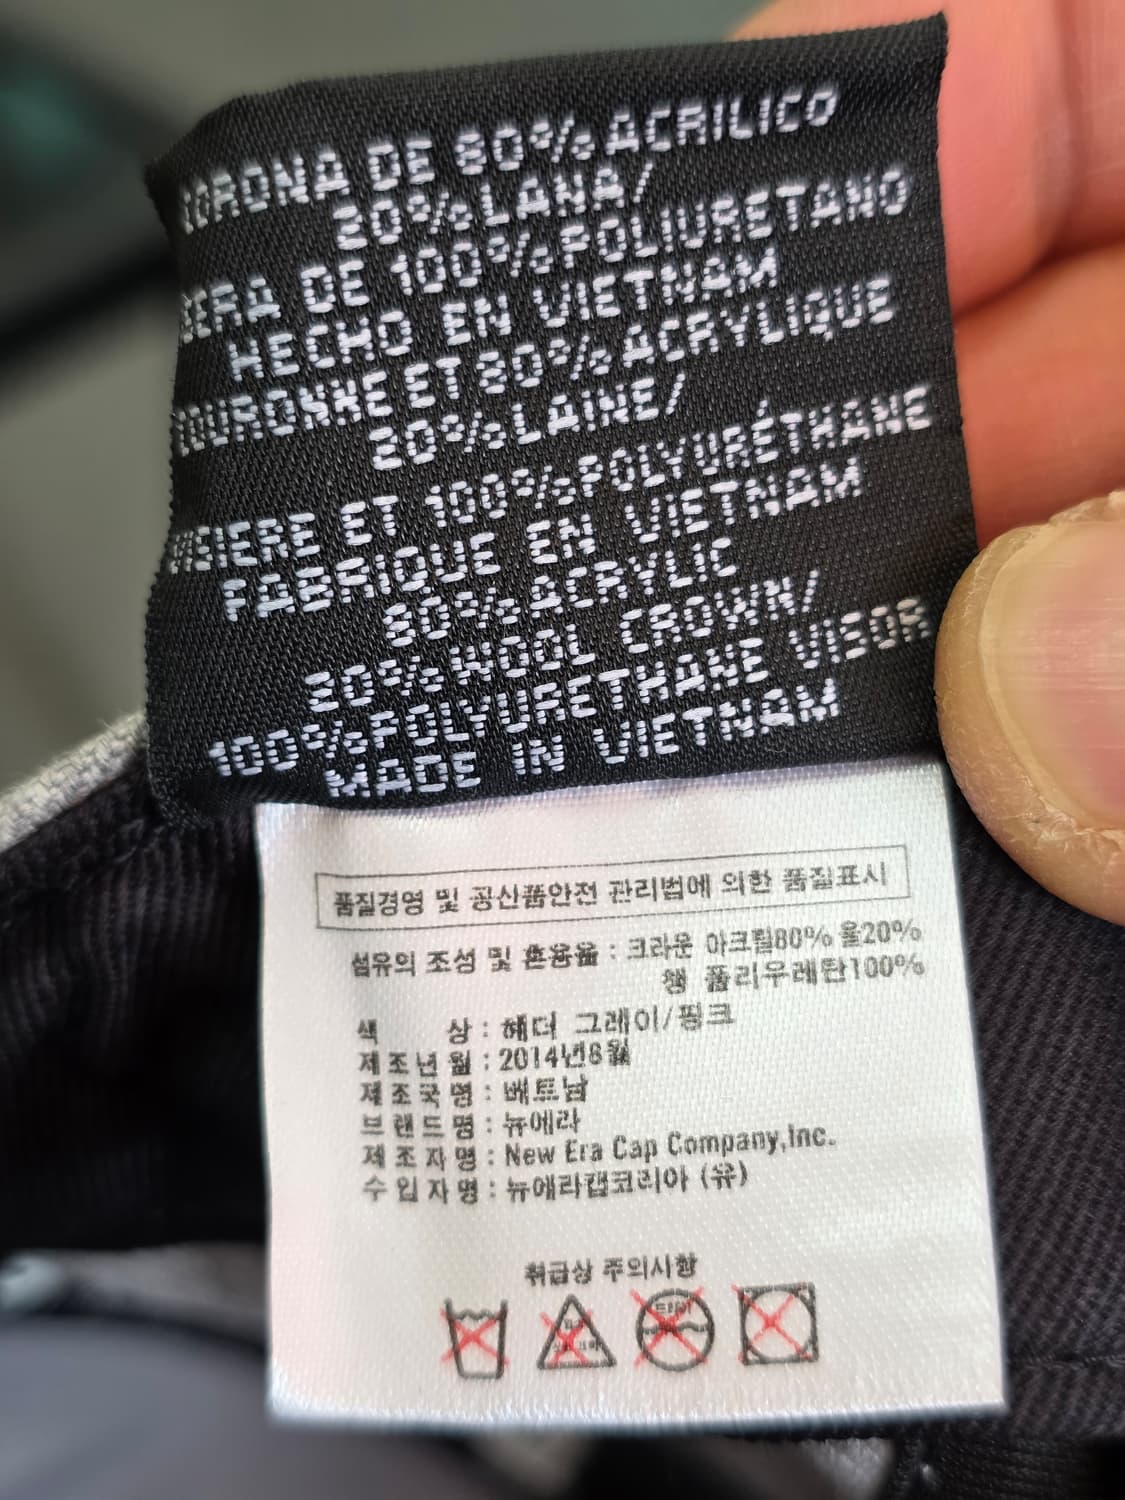 CORONA DE 80% ACRILICO
20% LANA/
DE 100% POLIURETANO
HECHO EN VIETNAM
COURONNE ET 80% ACRYLIQUE
20% LAINE/
VISIERE ET 100% POLYURÉTHANE
FABRIQUE EN VIETNAM
80% ACRYLIC
20% WOOL CROWN/
100% POLYURETHANE VISOR
MADE IN VIETNAM
품질경영 및 공산품안전 관리법에 의한 품질표시
섬유의 조성 및 혼용율 : 크라운 아크릴80% 울20%
챙 폴리우레탄100%
색 상 : 헤더 그레이/핑크
제조년월 : 2014년8월
제조국명 : 베트남
브랜드명 : 뉴에라
제조자명 : New Era Cap Company,Inc.
수입자명 : 뉴에라캡코리아 (유)
취급상 주의사항
드라이